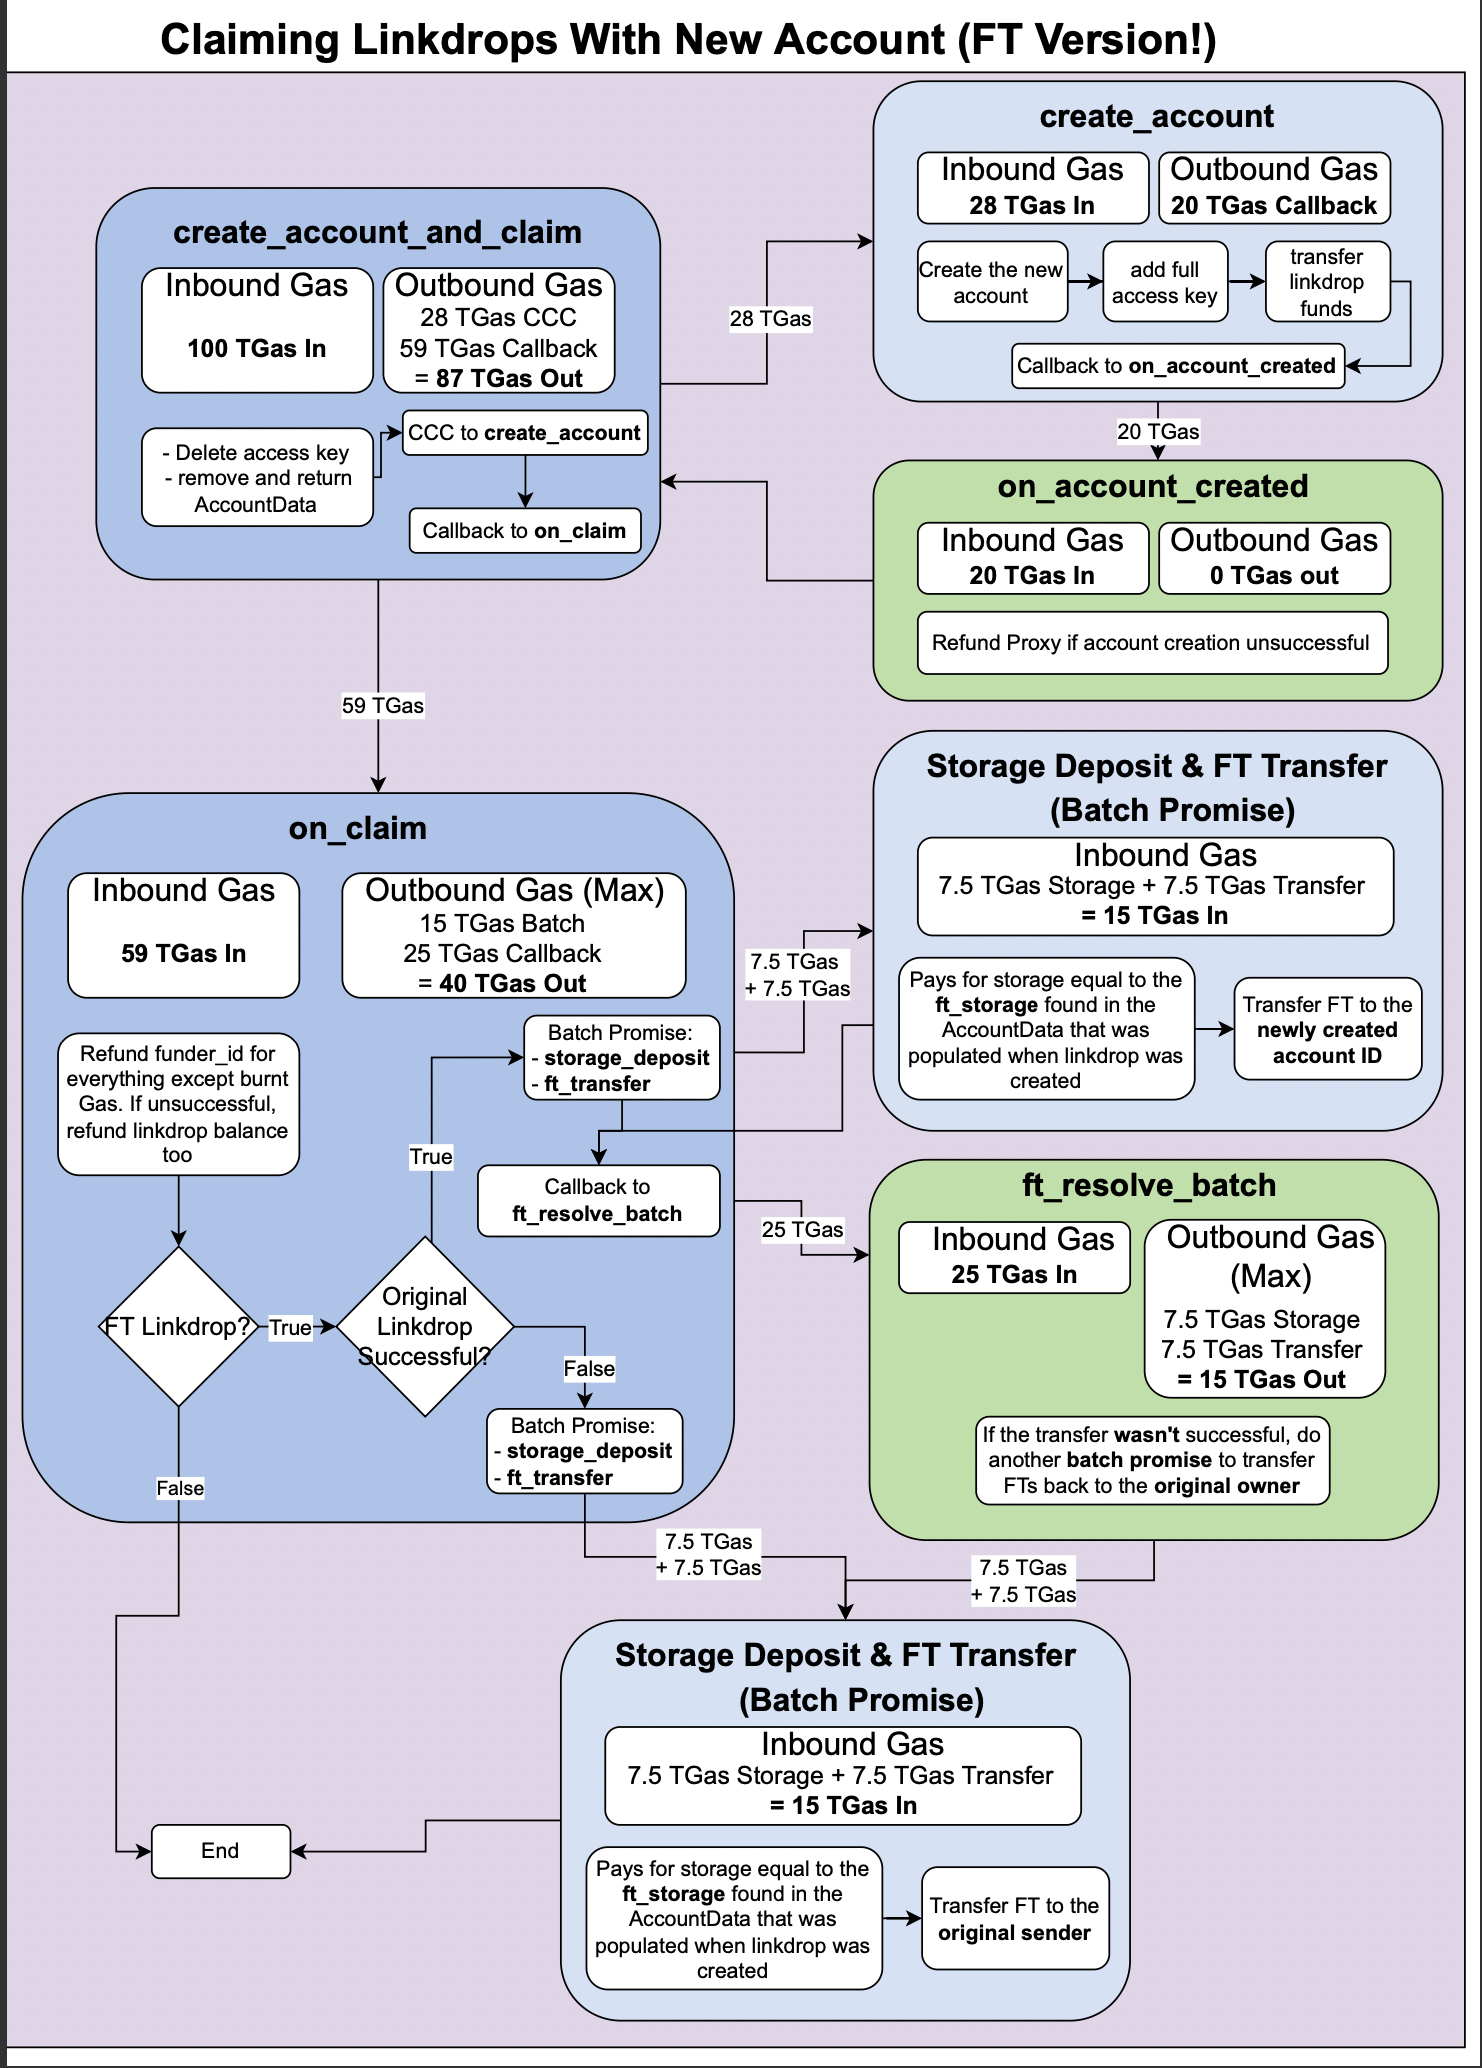 Claiming Linkdrops With New Account (FT Version!)
create_account
Inbound Gas
28 TGas In
Outbound Gas
20 TGas Callback
Create the new
account
add full
access key
transfer
linkdrop
funds
Callback to on_account_created
create_account_and_claim
Inbound Gas
100 TGas In
Outbound Gas
28 TGas CCC
59 TGas Callback
= 87 TGas Out
- Delete access key
- remove and return
AccountData
CCC to create_account
Callback to on_claim
28 TGas
20 TGas
on_account_created
Inbound Gas
20 TGas In
Outbound Gas
0 TGas out
Refund Proxy if account creation unsuccessful
59 TGas
on_claim
Inbound Gas
59 TGas In
Outbound Gas (Max)
15 TGas Batch
25 TGas Callback
= 40 TGas Out
Refund funder_id for
everything except burnt
Gas. If unsuccessful,
refund linkdrop balance
too
Batch Promise:
- storage_deposit
- ft_transfer
True
Callback to
ft_resolve_batch
FT Linkdrop?
True
Original
Linkdrop
Successful?
False
Batch Promise:
- storage_deposit
- ft_transfer
False
7.5 TGas
+ 7.5 TGas
Storage Deposit & FT Transfer
(Batch Promise)
Inbound Gas
7.5 TGas Storage + 7.5 TGas Transfer
= 15 TGas In
Pays for storage equal to the
ft_storage found in the
AccountData that was
populated when linkdrop was
created
Transfer FT to the
newly created
account ID
25 TGas
ft_resolve_batch
Inbound Gas
25 TGas In
Outbound Gas
(Max)
7.5 TGas Storage
7.5 TGas Transfer
= 15 TGas Out
If the transfer wasn't successful, do
another batch promise to transfer
FTs back to the original owner
7.5 TGas
+ 7.5 TGas
7.5 TGas
+ 7.5 TGas
Storage Deposit & FT Transfer
(Batch Promise)
Inbound Gas
7.5 TGas Storage + 7.5 TGas Transfer
= 15 TGas In
Pays for storage equal to the
ft_storage found in the
AccountData that was
populated when linkdrop was
created
Transfer FT to the
original sender
End